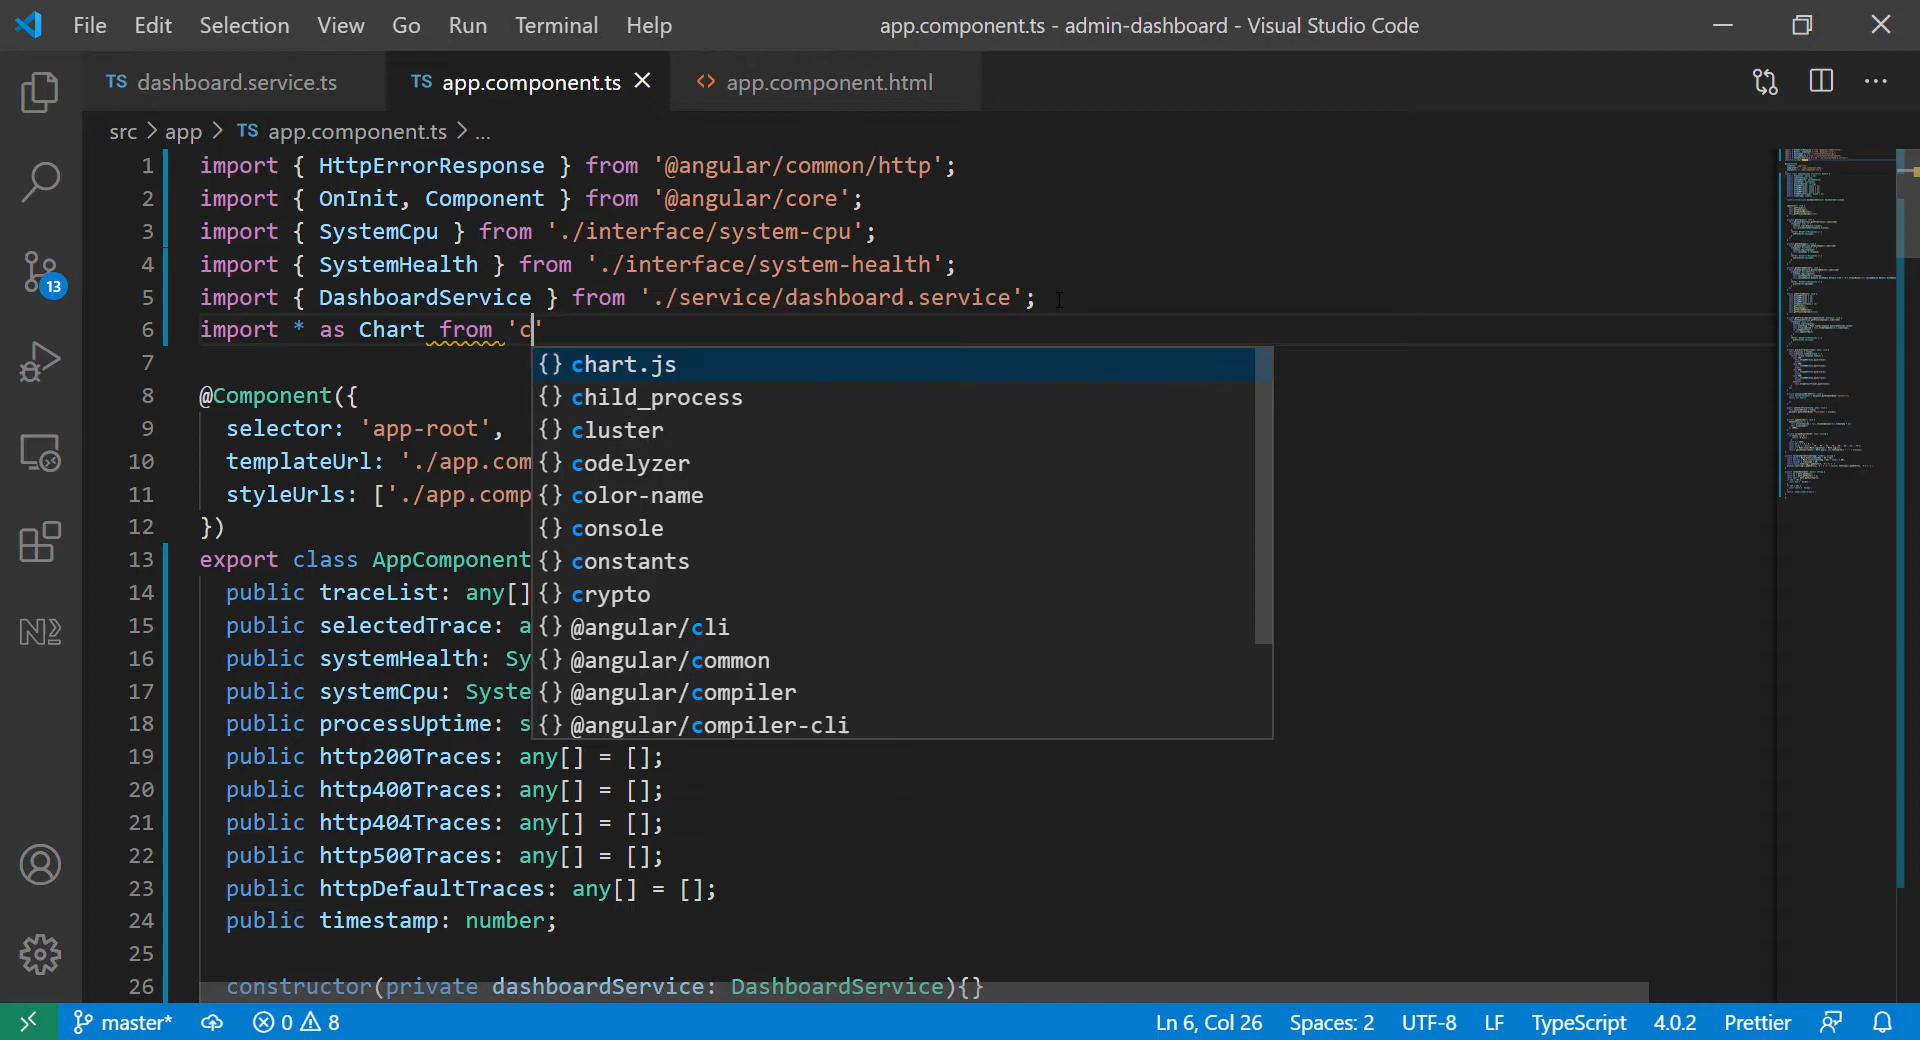 File Edit Selection View Go Run Terminal Help app.component.ts - admin-dashboard - Visual Studio Code
TS dashboard.service.ts TS app.component.ts <> app.component.html
src > app > TS app.component.ts > ...
1 import { HttpErrorResponse } from '@angular/common/http';
2 import { OnInit, Component } from '@angular/core';
3 import { SystemCpu } from './interface/system-cpu';
4 import { SystemHealth } from './interface/system-health';
5 import { DashboardService } from './service/dashboard.service';
6 import * as Chart from 'c'
7 {} chart.js
8 @Component({ {} child_process
9 selector: 'app-root', {} cluster
10 templateUrl: './app.com {} codelyzer
11 styleUrls: ['./app.comp {} color-name
12 }) {} console
13 export class AppComponent {} constants
14 public traceList: any[] {} crypto
15 public selectedTrace: a {} @angular/cli
16 public systemHealth: Sy {} @angular/common
17 public systemCpu: Syste {} @angular/compiler
18 public processUptime: s {} @angular/compiler-cli
19 public http200Traces: any[] = [];
20 public http400Traces: any[] = [];
21 public http404Traces: any[] = [];
22 public http500Traces: any[] = [];
23 public httpDefaultTraces: any[] = [];
24 public timestamp: number;
25
26 constructor(private dashboardService: DashboardService){}
13
N
master* 0 8 Ln 6, Col 26 Spaces: 2 UTF-8 LF TypeScript 4.0.2 Prettier